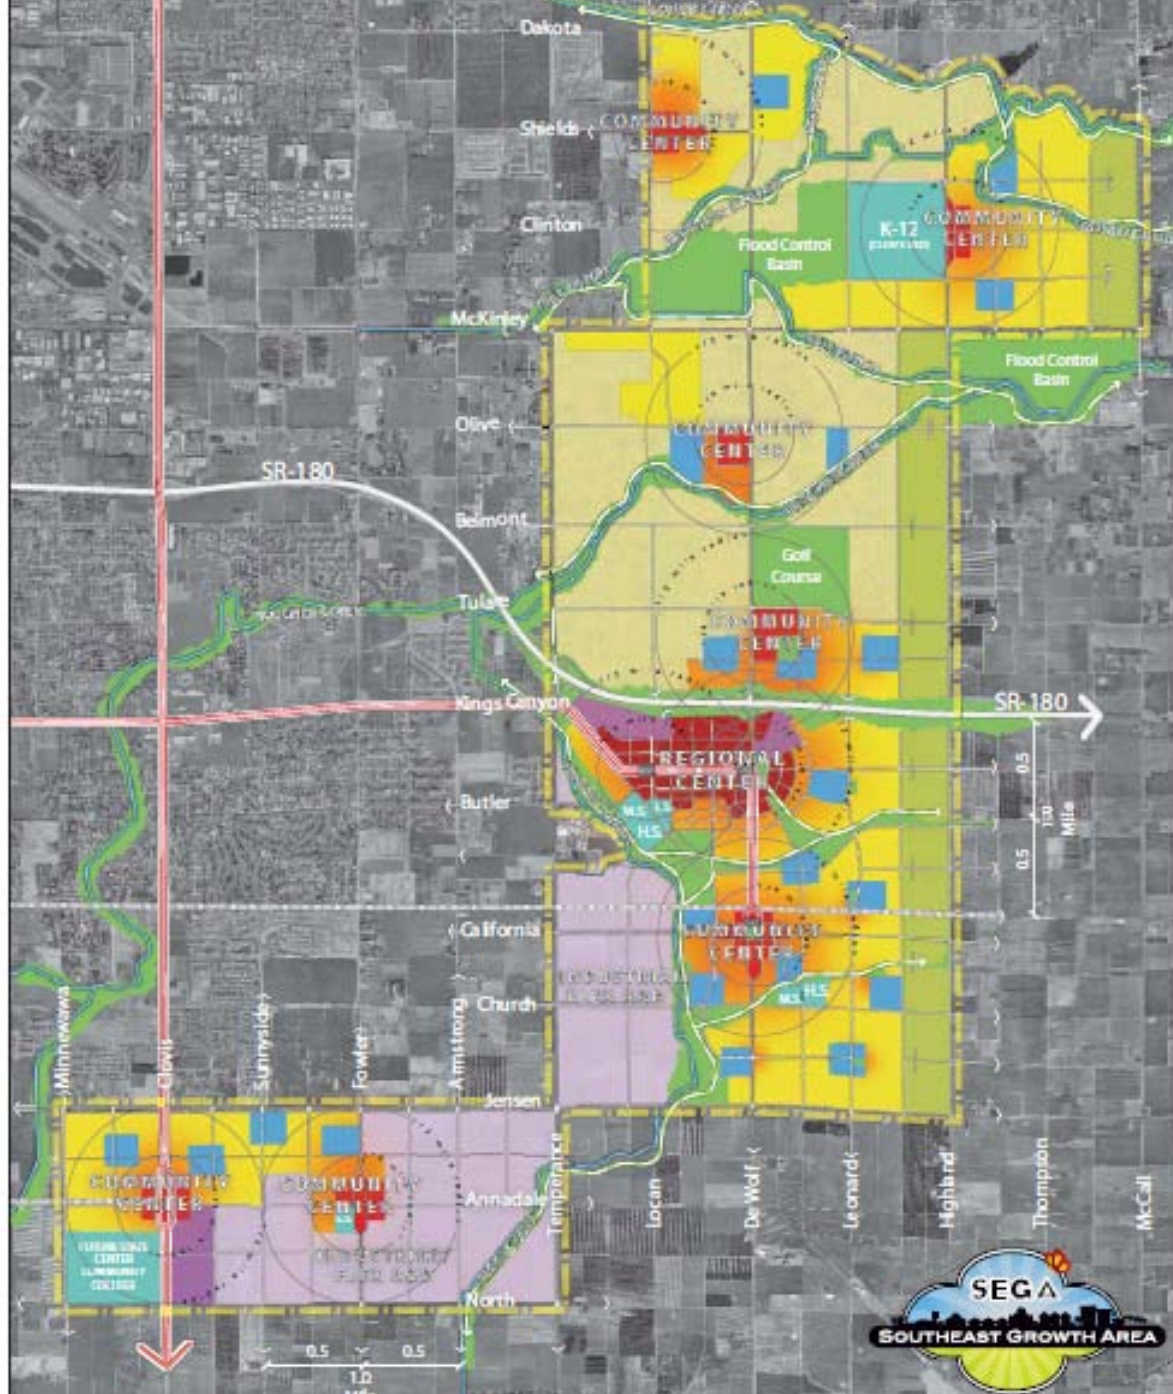 Dakota
Shields
COMMUNITY
CENTER
Clinton
K-12
COMMUNITY
CENTER
Flood Control
Basin
McKinley
Flood Control
Basin
Olive
COMMUNITY
CENTER
SR-180
Belmont
Golf
Course
Tulare
COMMUNITY
CENTER
Kings Canyon
SR-180
REGIONAL
CENTER
0.5
1.0
Mile
0.5
Butler
M.S.
E.S.
H.S.
California
COMMUNITY
CENTER
Church
M.S.
H.S.
Minnewawa
Clovis
Sunnyside
Fowler
Armstrong
Jensen
COMMUNITY
CENTER
COMMUNITY
CENTER
Annadale
Temperance
Locan
DeWolf
Leonard
Highland
Thompson
McCall
North
0.5
0.5
1.0
SEGA
SOUTHEAST GROWTH AREA